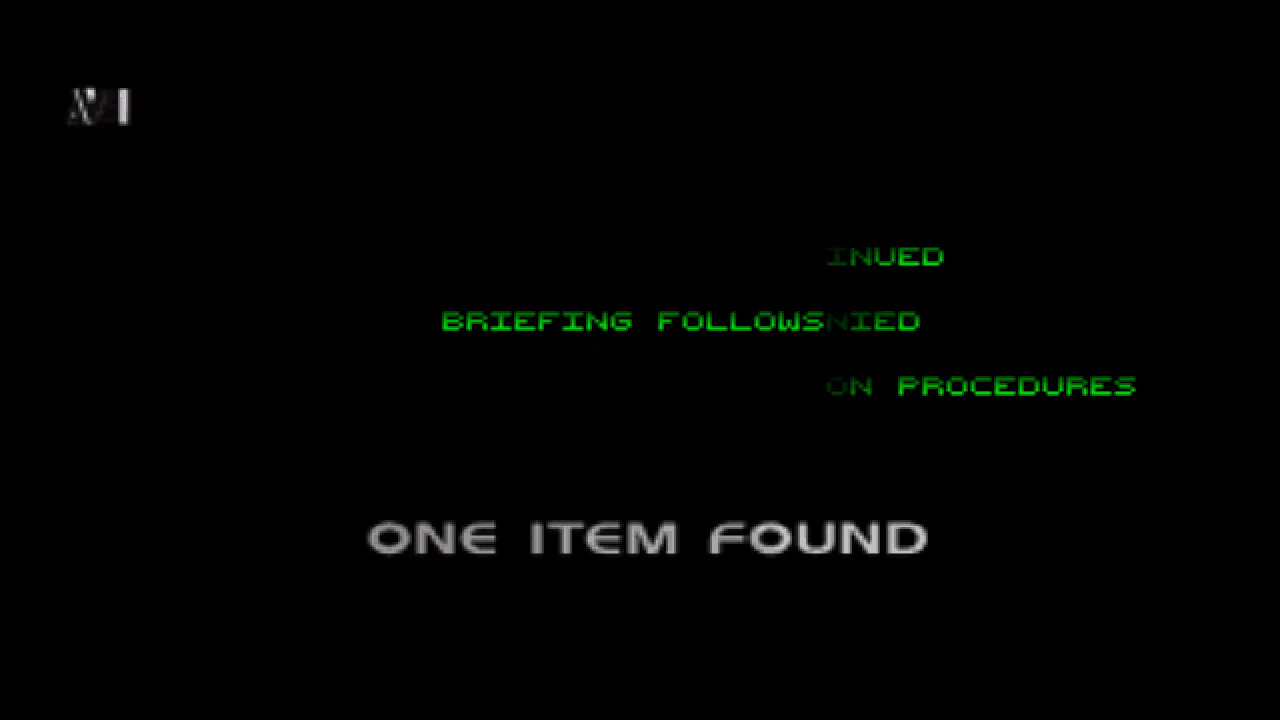 INUED
BRIEFING FOLLOWSNIED
ON PROCEDURES
ONE ITEM FOUND